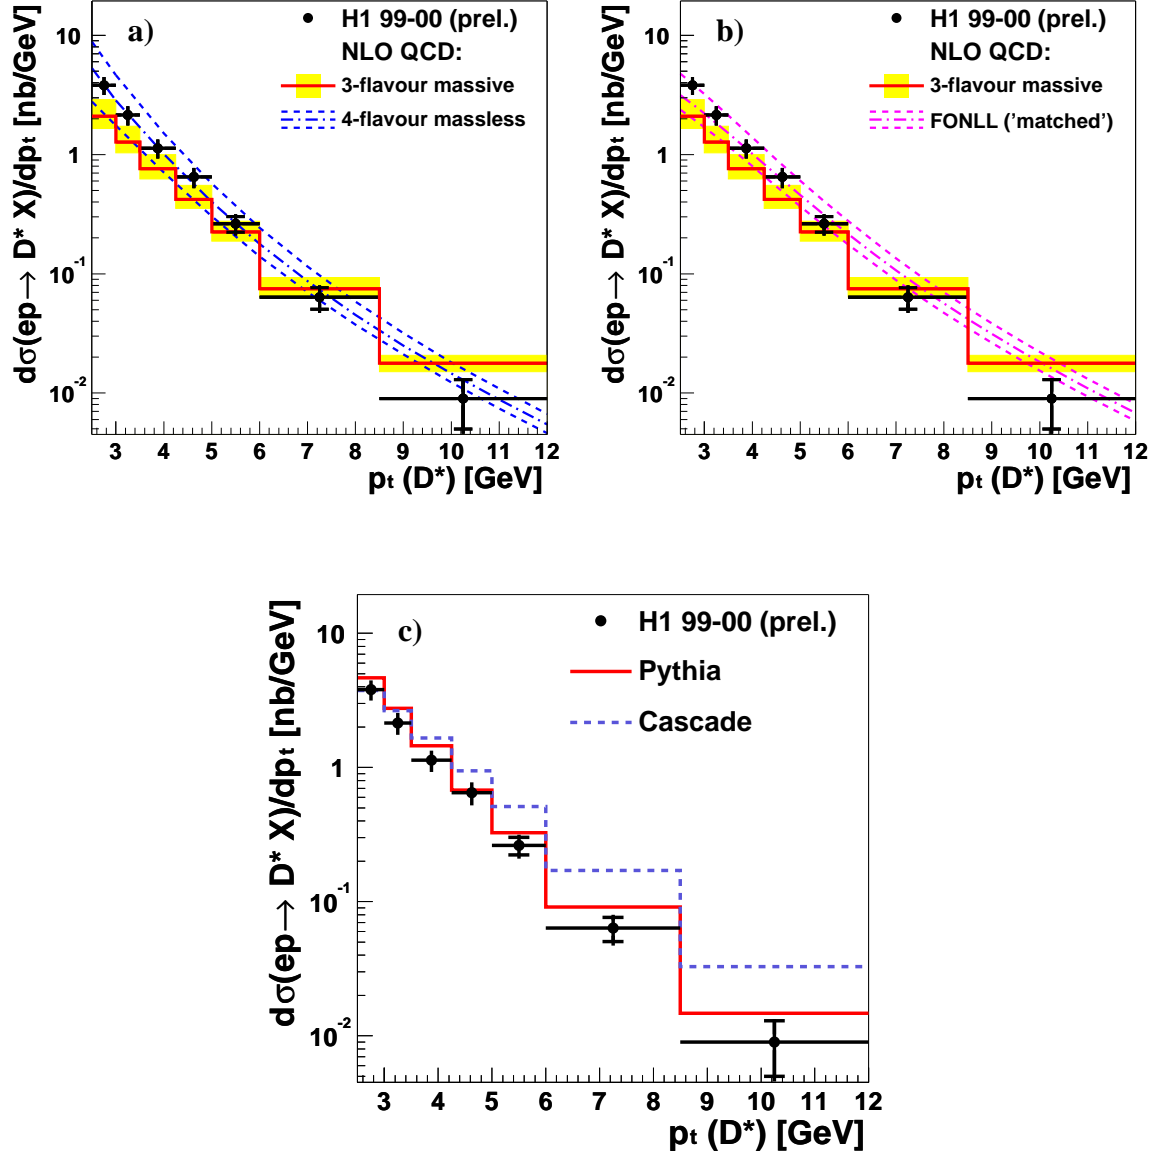 a)
H1 99-00 (prel.)
NLO QCD:
3-flavour massive
4-flavour massless
dσ(ep→ D* X)/dpt [nb/GeV]
10
1
10-1
10-2
3 4 5 6 7 8 9 10 11 12
pt (D*) [GeV]
b)
H1 99-00 (prel.)
NLO QCD:
3-flavour massive
FONLL ('matched')
dσ(ep→ D* X)/dpt [nb/GeV]
10
1
10-1
10-2
3 4 5 6 7 8 9 10 11 12
pt (D*) [GeV]
c)
H1 99-00 (prel.)
Pythia
Cascade
dσ(ep→ D* X)/dpt [nb/GeV]
10
1
10-1
10-2
3 4 5 6 7 8 9 10 11 12
pt (D*) [GeV]